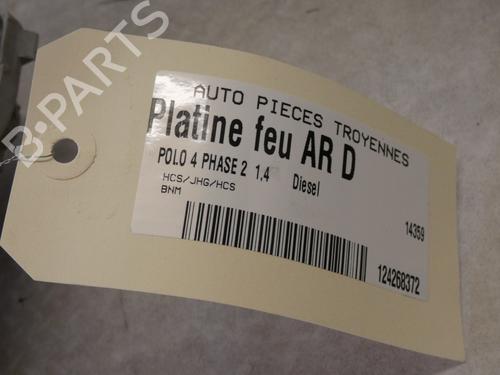 B-PARTS
AUTO PIECES TROYENNES
Platine feu AR D
POLO 4 PHASE 2 1,4 Diesel
HCS/JHG/HCS
BNM
14359
124268372